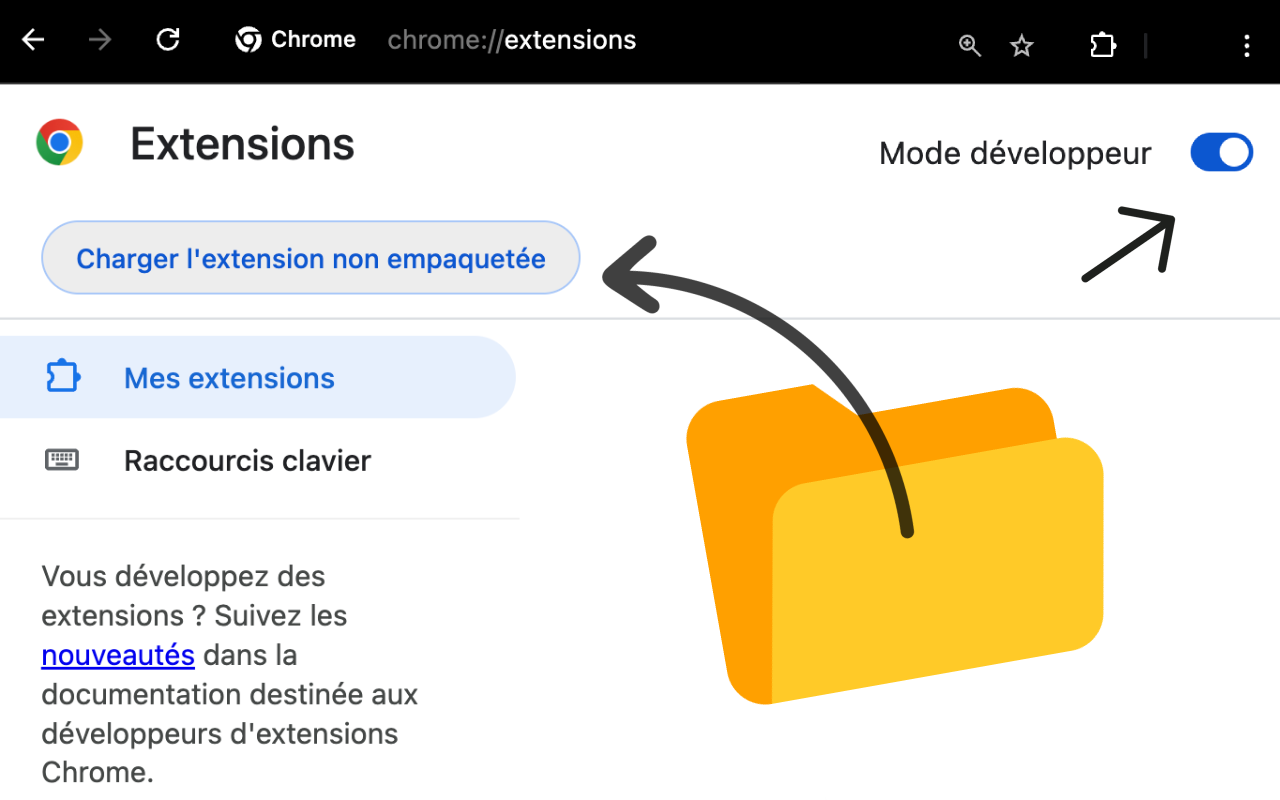 Chrome chrome://extensions
Extensions
Mode développeur
Charger l'extension non empaquetée
Mes extensions
Raccourcis clavier
Vous développez des
extensions ? Suivez les
nouveautés dans la
documentation destinée aux
développeurs d'extensions
Chrome.